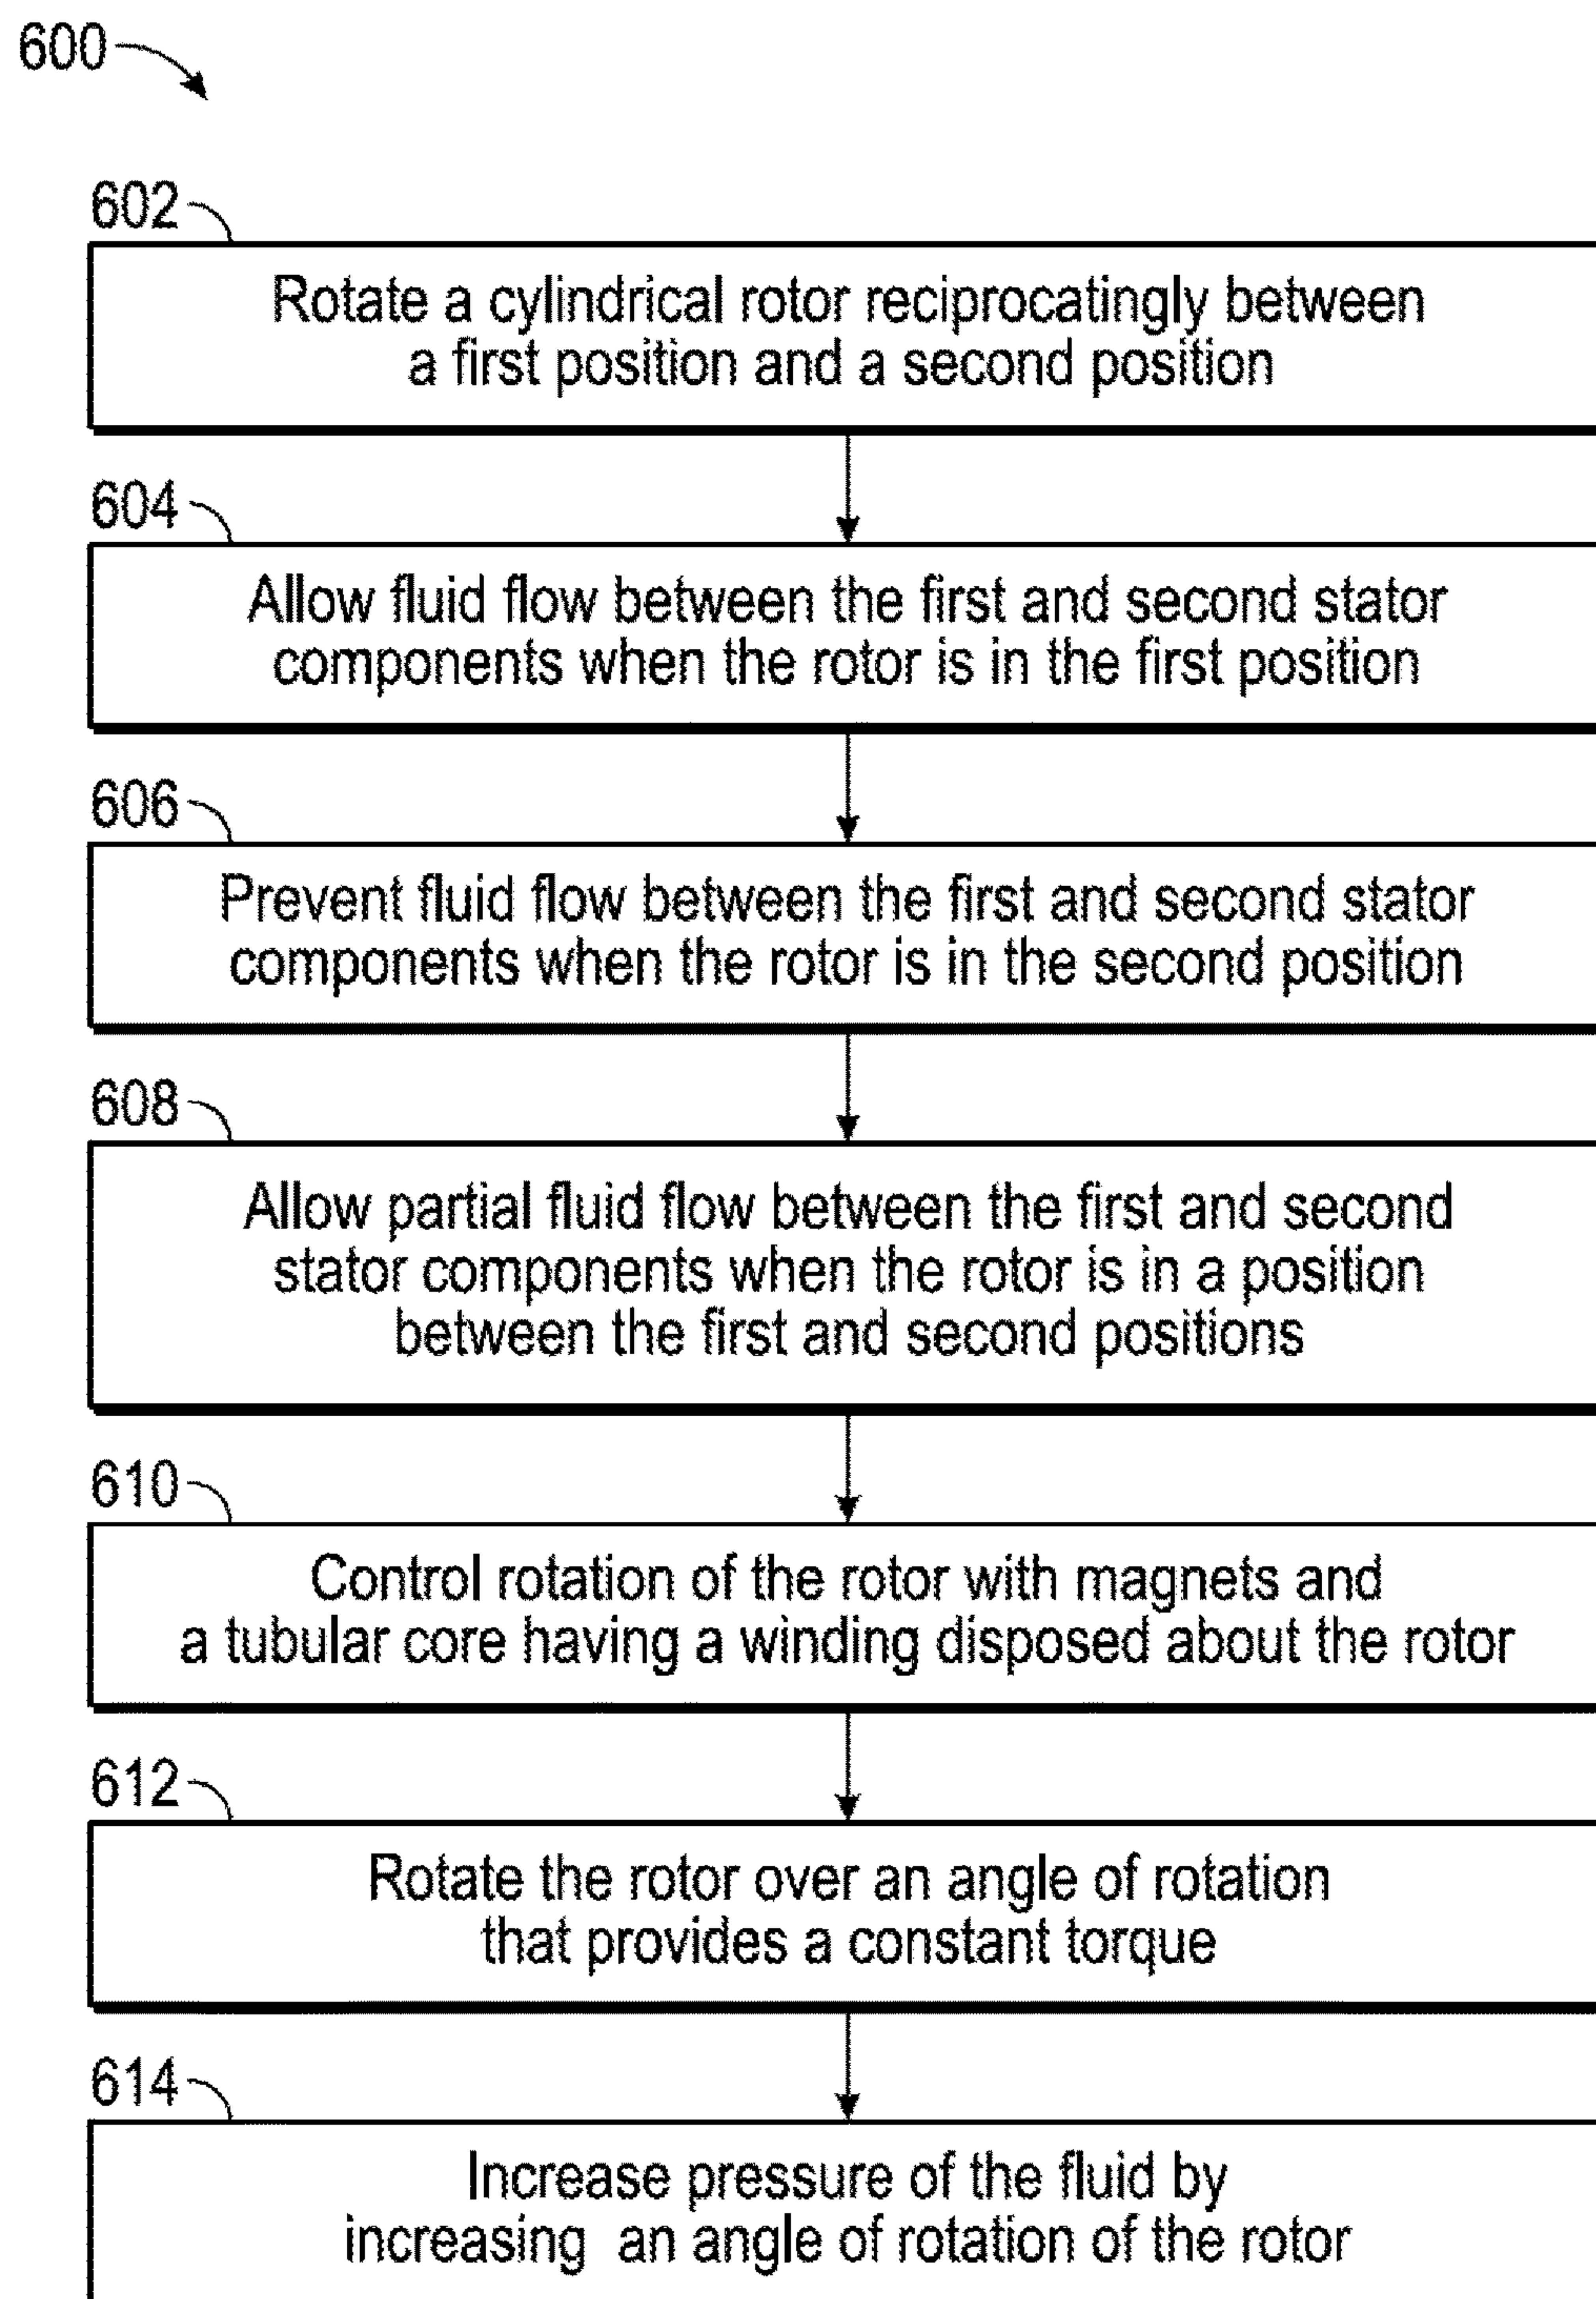 600
602
Rotate a cylindrical rotor reciprocatingly between
a first position and a second position
604
Allow fluid flow between the first and second stator
components when the rotor is in the first position
606
Prevent fluid flow between the first and second stator
components when the rotor is in the second position
608
Allow partial fluid flow between the first and second
stator components when the rotor is in a position
between the first and second positions
610
Control rotation of the rotor with magnets and
a tubular core having a winding disposed about the rotor
612
Rotate the rotor over an angle of rotation
that provides a constant torque
614
Increase pressure of the fluid by
increasing an angle of rotation of the rotor